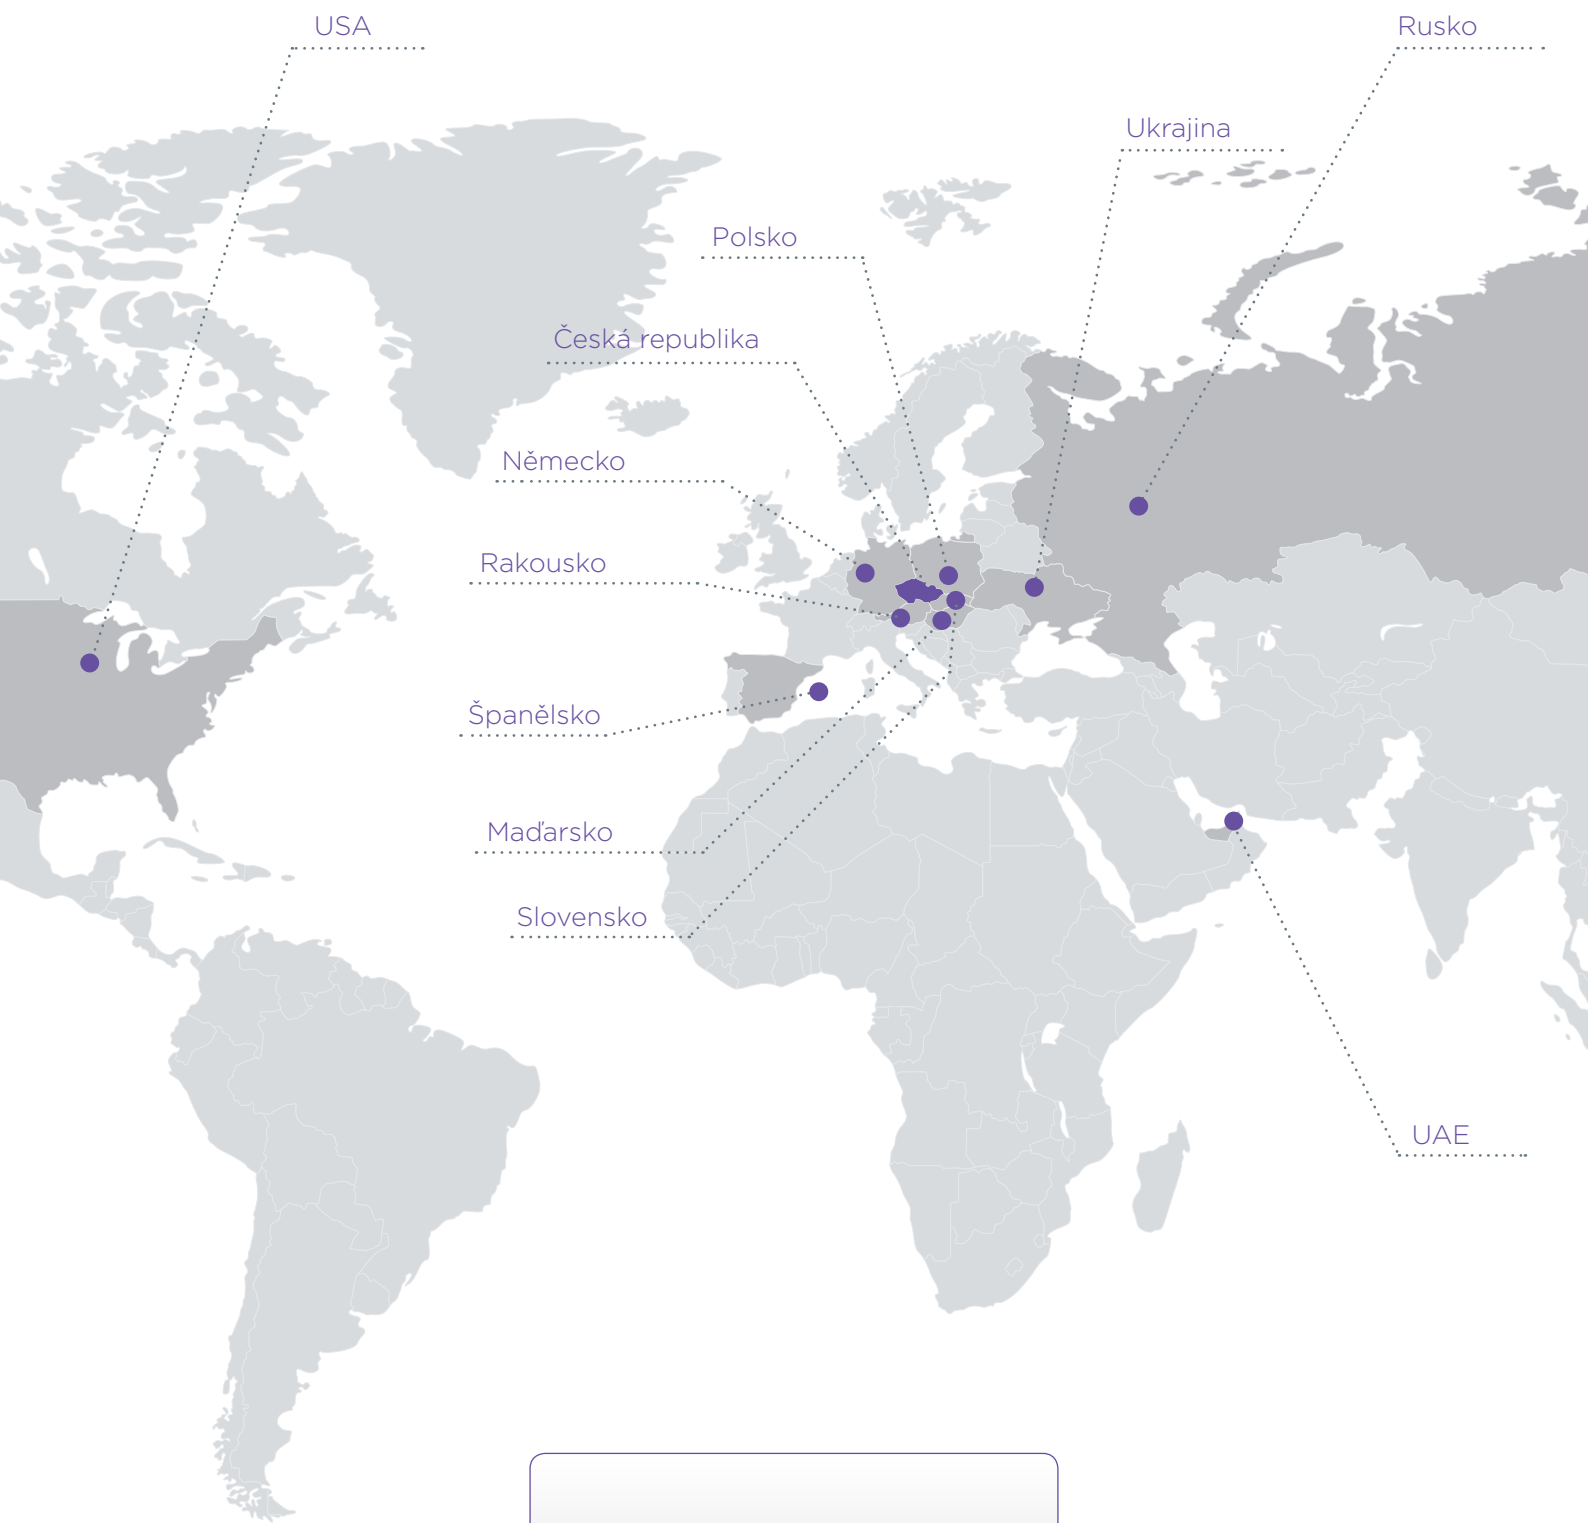 USA
Rusko
Ukrajina
Polsko
Česká republika
Německo
Rakousko
Španělsko
Maďarsko
Slovensko
UAE